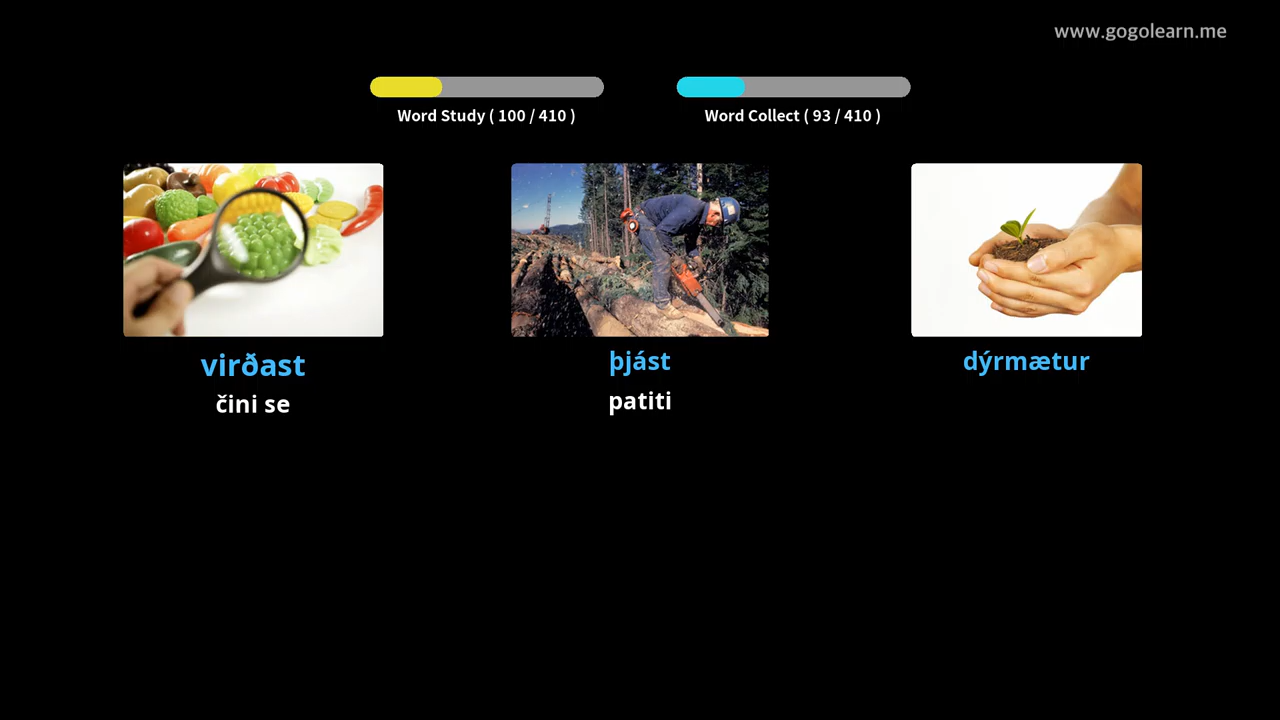 www.gogolearn.me
Word Study ( 100 / 410 )
Word Collect ( 93 / 410 )
virðast
čini se
þjást
patiti
dýrmætur